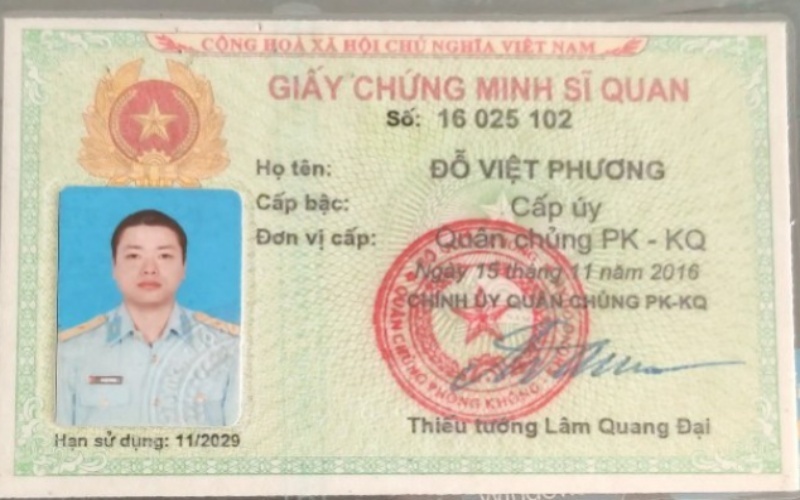 CỘNG HOÀ XÃ HỘI CHỦ NGHĨA VIỆT NAM
GIẤY CHỨNG MINH SĨ QUAN
Số: 16 025 102
Họ tên: ĐỖ VIỆT PHƯƠNG
Cấp bậc: Cấp úy
Đơn vị cấp: Quân chủng PK - KQ
Ngày 15 tháng 11 năm 2016
CHÍNH ỦY QUÂN CHỦNG PK-KQ
QUÂN CHỦNG PHÒNG KHÔNG
Thiếu tướng Lâm Quang Đại
Hạn sử dụng: 11/2029